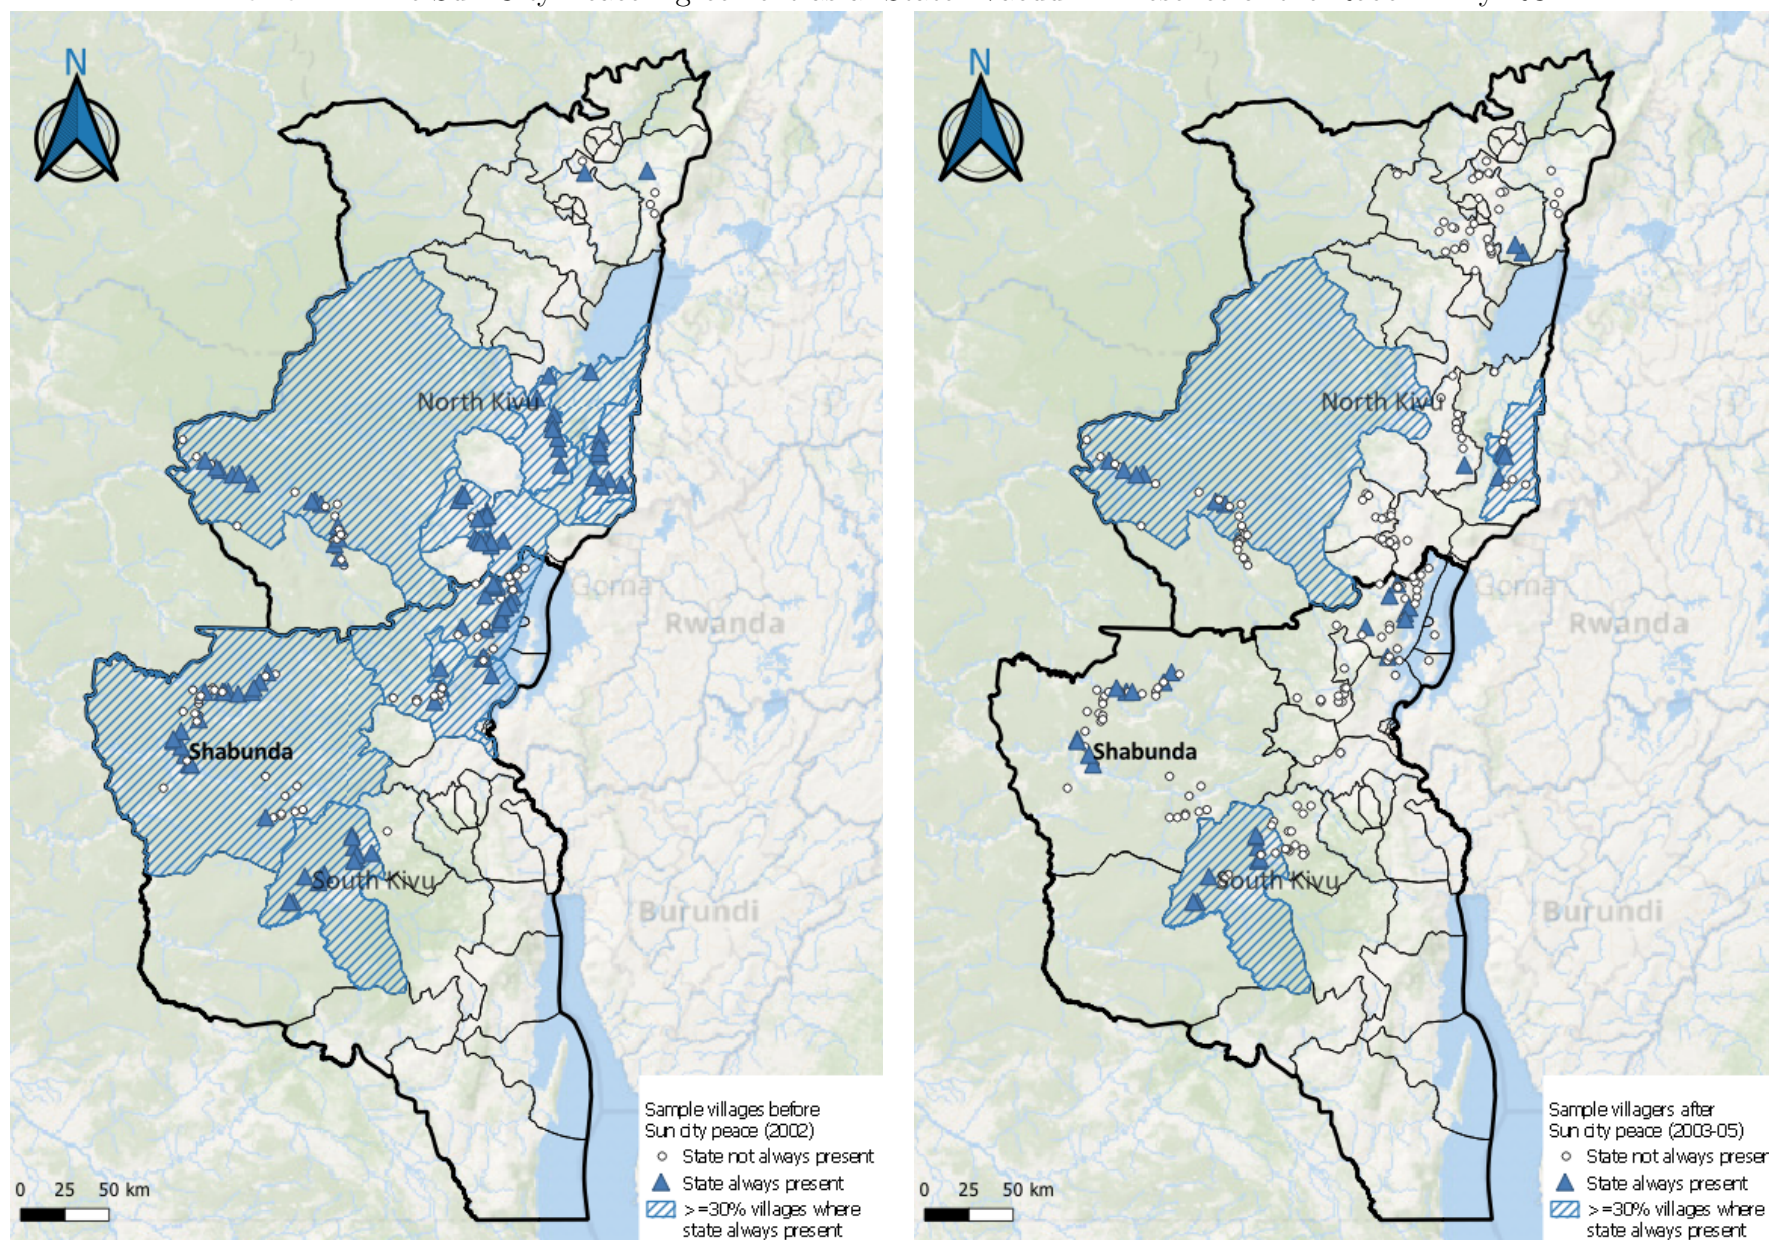 N
North Kivu
Goma
Rwanda
Shabunda
South Kivu
Burundi
Sample villages before
Sun city peace (2002)
State not always present
State always present
>=30% villages where
state always present
0 25 50 km
N
North Kivu
Goma
Rwanda
Shabunda
South Kivu
Burundi
Sample villagers after
Sun city peace (2003-05)
State not always presen
State always present
>=30% villages where
state always present
0 25 50 km